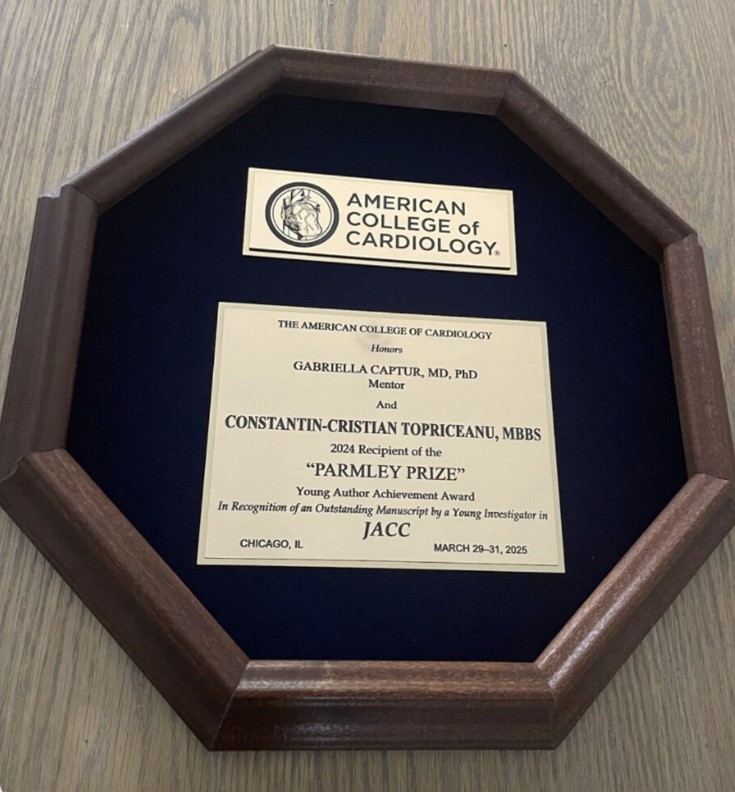 AMERICAN
COLLEGE of
CARDIOLOGY®
THE AMERICAN COLLEGE OF CARDIOLOGY
Honors
GABRIELLA CAPTUR, MD, PhD
Mentor
And
CONSTANTIN-CRISTIAN TOPRICEANU, MBBS
2024 Recipient of the
“PARMLEY PRIZE”
Young Author Achievement Award
In Recognition of an Outstanding Manuscript by a Young Investigator in
JACC
CHICAGO, IL MARCH 29–31, 2025